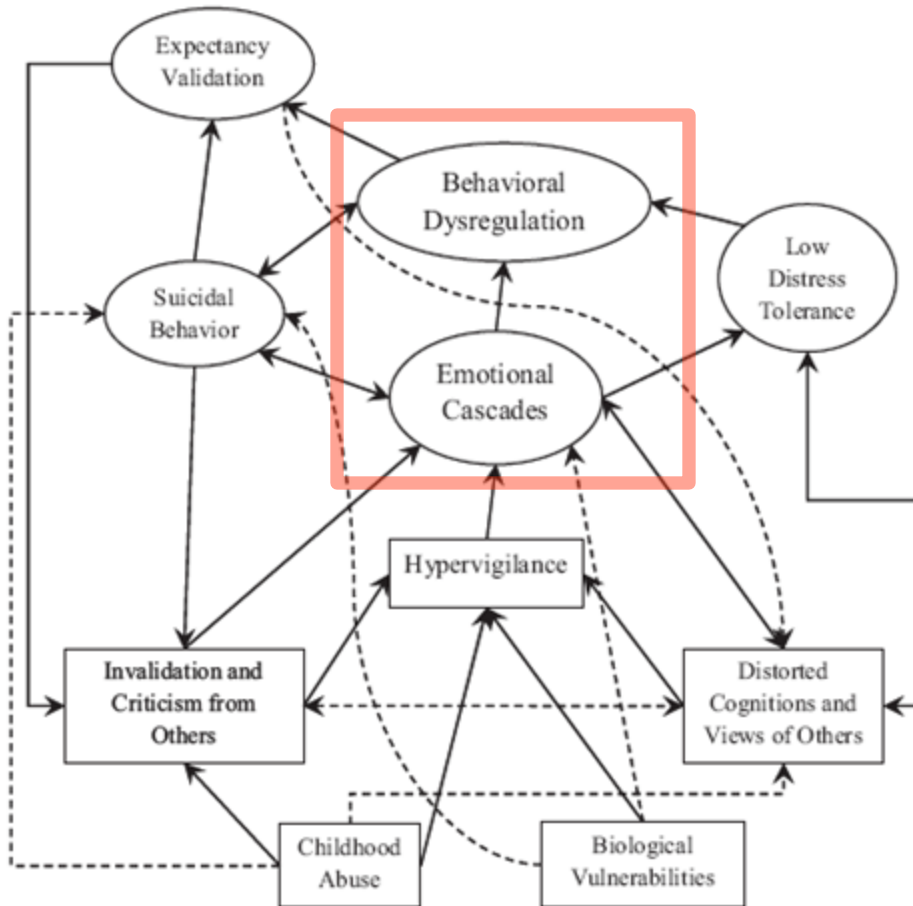 Expectancy
Validation
Behavioral
Dysregulation
Low
Distress
Tolerance
Suicidal
Behavior
Emotional
Cascades
Hypervigilance
Invalidation and
Criticism from
Others
Distorted
Cognitions and
Views of Others
Childhood
Abuse
Biological
Vulnerabilities